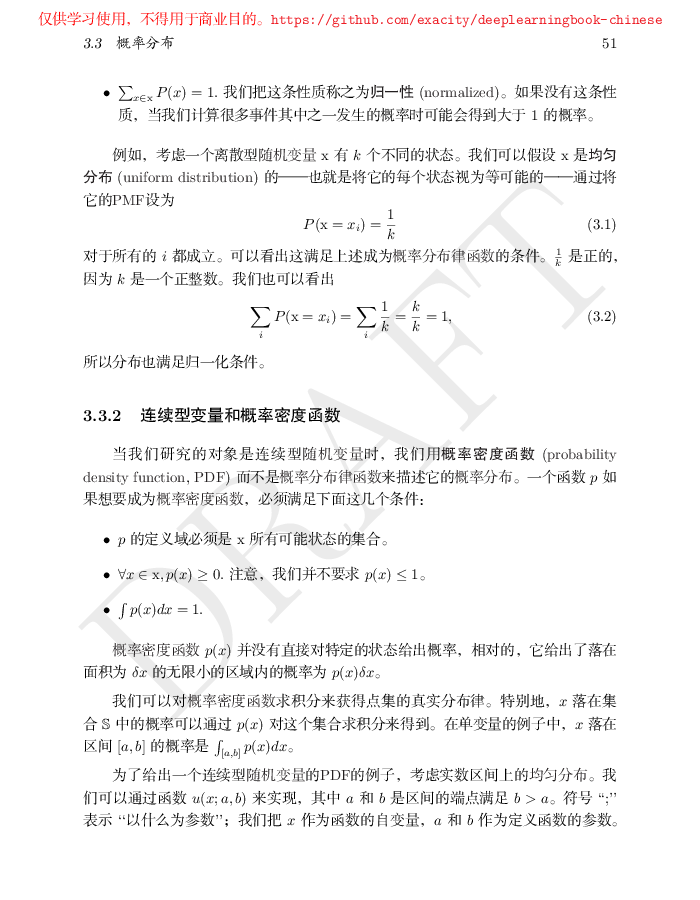 仅供学习使用，不得用于商业目的。https://github.com/exacity/deeplearningbook-chinese
3.3 概率分布 51
• ∑x∈x P(x) = 1. 我们把这条性质称之为归一性 (normalized)。如果没有这条性
质，当我们计算很多事件其中之一发生的概率时可能会得到大于 1 的概率。
例如，考虑一个离散型随机变量 x 有 k 个不同的状态。我们可以假设 x 是均匀
分布 (uniform distribution) 的——也就是将它的每个状态视为等可能的——通过将
它的PMF设为
P(x = xi) = 1/k (3.1)
对于所有的 i 都成立。可以看出这满足上述成为概率分布律函数的条件。1/k 是正的，
因为 k 是一个正整数。我们也可以看出
∑i P(x = xi) = ∑i 1/k = k/k = 1, (3.2)
所以分布也满足归一化条件。
3.3.2 连续型变量和概率密度函数
当我们研究的对象是连续型随机变量时，我们用概率密度函数 (probability
density function, PDF) 而不是概率分布律函数来描述它的概率分布。一个函数 p 如
果想要成为概率密度函数，必须满足下面这几个条件：
• p 的定义域必须是 x 所有可能状态的集合。
• ∀x ∈ x, p(x) ≥ 0. 注意，我们并不要求 p(x) ≤ 1。
• ∫ p(x)dx = 1.
概率密度函数 p(x) 并没有直接对特定的状态给出概率，相对的，它给出了落在
面积为 δx 的无限小的区域内的概率为 p(x)δx。
我们可以对概率密度函数求积分来获得点集的真实分布律。特别地，x 落在集
合 𝕊 中的概率可以通过 p(x) 对这个集合求积分来得到。在单变量的例子中，x 落在
区间 [a, b] 的概率是 ∫[a,b] p(x)dx。
为了给出一个连续型随机变量的PDF的例子，考虑实数区间上的均匀分布。我
们可以通过函数 u(x; a, b) 来实现，其中 a 和 b 是区间的端点满足 b > a。符号 “;”
表示 “以什么为参数”；我们把 x 作为函数的自变量，a 和 b 作为定义函数的参数。
DRAFT